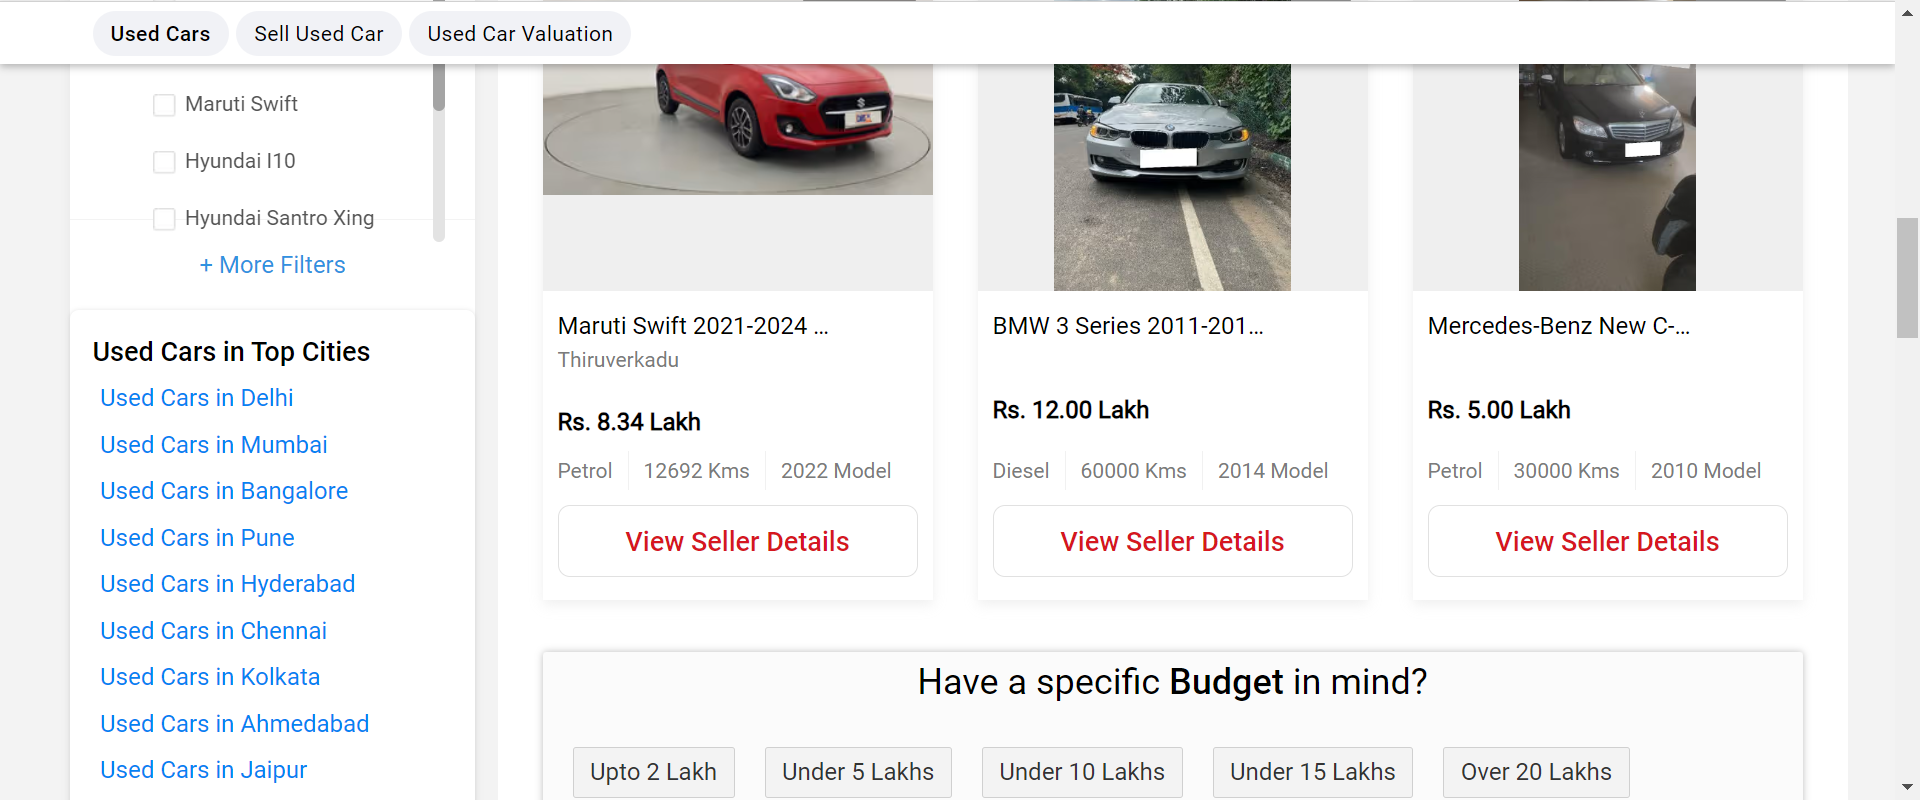 Used Cars
Sell Used Car
Used Car Valuation
Maruti Swift
Hyundai I10
Hyundai Santro Xing
+ More Filters
Used Cars in Top Cities
Used Cars in Delhi
Used Cars in Mumbai
Used Cars in Bangalore
Used Cars in Pune
Used Cars in Hyderabad
Used Cars in Chennai
Used Cars in Kolkata
Used Cars in Ahmedabad
Used Cars in Jaipur
Maruti Swift 2021-2024 ...
Thiruverkadu
Rs. 8.34 Lakh
Petrol
12692 Kms
2022 Model
View Seller Details
BMW 3 Series 2011-201...
Rs. 12.00 Lakh
Diesel
60000 Kms
2014 Model
View Seller Details
Mercedes-Benz New C-...
Rs. 5.00 Lakh
Petrol
30000 Kms
2010 Model
View Seller Details
Have a specific Budget in mind?
Upto 2 Lakh
Under 5 Lakhs
Under 10 Lakhs
Under 15 Lakhs
Over 20 Lakhs